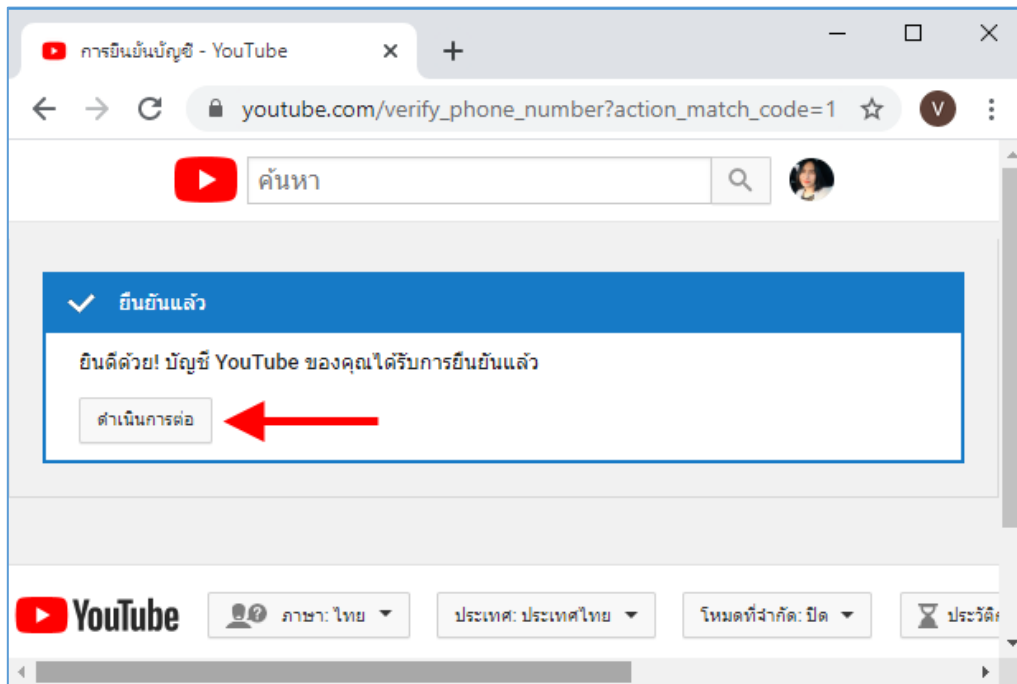 การยืนยันบัญชี - YouTube
youtube.com/verify_phone_number?action_match_code=1
V
ค้นหา
ยืนยันแล้ว
ยินดีด้วย! บัญชี YouTube ของคุณได้รับการยืนยันแล้ว
ดำเนินการต่อ
YouTube ภาษา: ไทย ประเทศ: ประเทศไทย โหมดที่จำกัด: ปิด